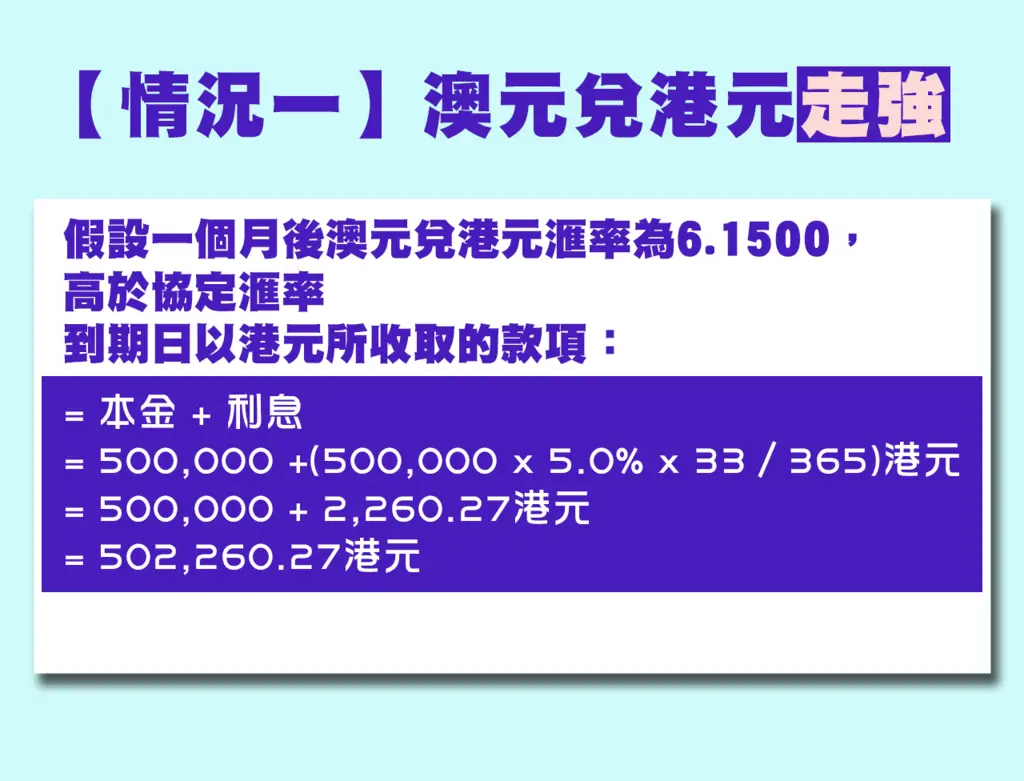 【情況一】澳元兌港元走強
假設一個月後澳元兌港元滙率為6.1500，
高於協定滙率
到期日以港元所收取的款項：
= 本金 + 利息
= 500,000 +(500,000 x 5.0% x 33 / 365)港元
= 500,000 + 2,260.27港元
= 502,260.27港元